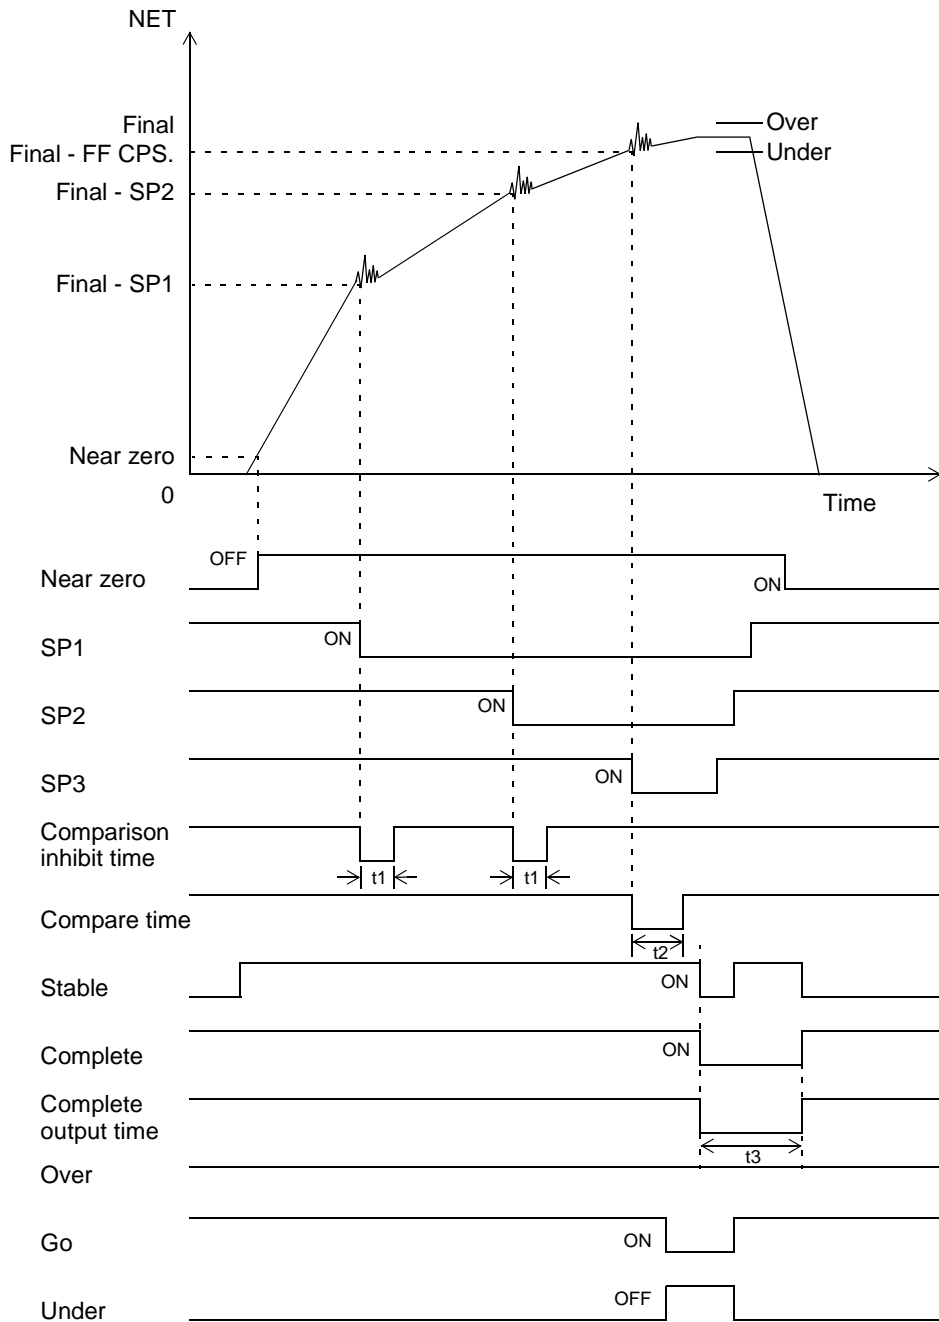 NET
Final
Over
Final - FF CPS.
Under
Final - SP2
Final - SP1
Near zero
0
Time
OFF
Near zero
ON
SP1
ON
SP2
ON
SP3
ON
Comparison
inhibit time
t1
t1
Compare time
t2
Stable
ON
Complete
ON
Complete
output time
t3
Over
Go
ON
Under
OFF